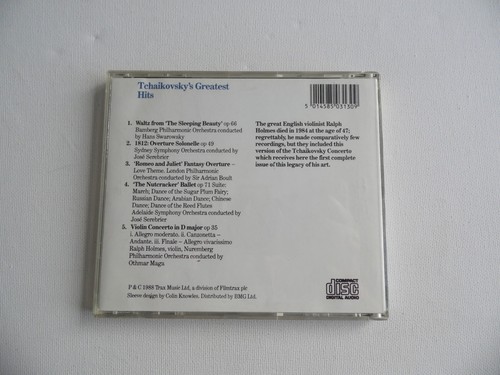 Tchaikovsky's Greatest
Hits
5 014585 031309
1. Waltz from 'The Sleeping Beauty' op 66
Bamberg Philharmonic Orchestra conducted
by Hans Swarowsky
2. 1812: Overture Solonelle op 49
Sydney Symphony Orchestra conducted by
José Serebrier
3. 'Romeo and Juliet' Fantasy Overture –
Love Theme. London Philharmonic
Orchestra conducted by Sir Adrian Boult
4. 'The Nutcracker' Ballet op 71 Suite:
March; Dance of the Sugar Plum Fairy;
Russian Dance; Arabian Dance; Chinese
Dance; Dance of the Reed Flutes
Adelaide Symphony Orchestra conducted by
José Serebrier
5. Violin Concerto in D major op 35
i. Allegro moderato. ii. Canzonetta –
Andante. iii. Finale – Allegro vivacissimo
Ralph Holmes, violin, Nuremberg
Philharmonic Orchestra conducted by
Othmar Maga
The great English violinist Ralph
Holmes died in 1984 at the age of 47;
regrettably, he made comparatively few
recordings, but they included this
version of the Tchaikovsky Concerto
which receives here the first complete
issue of this legacy of his art.
P & C 1988 Trax Music Ltd, a division of Filmtrax plc
Sleeve design by Colin Knowles. Distributed by BMG Ltd.
COMPACT
disc
DIGITAL AUDIO